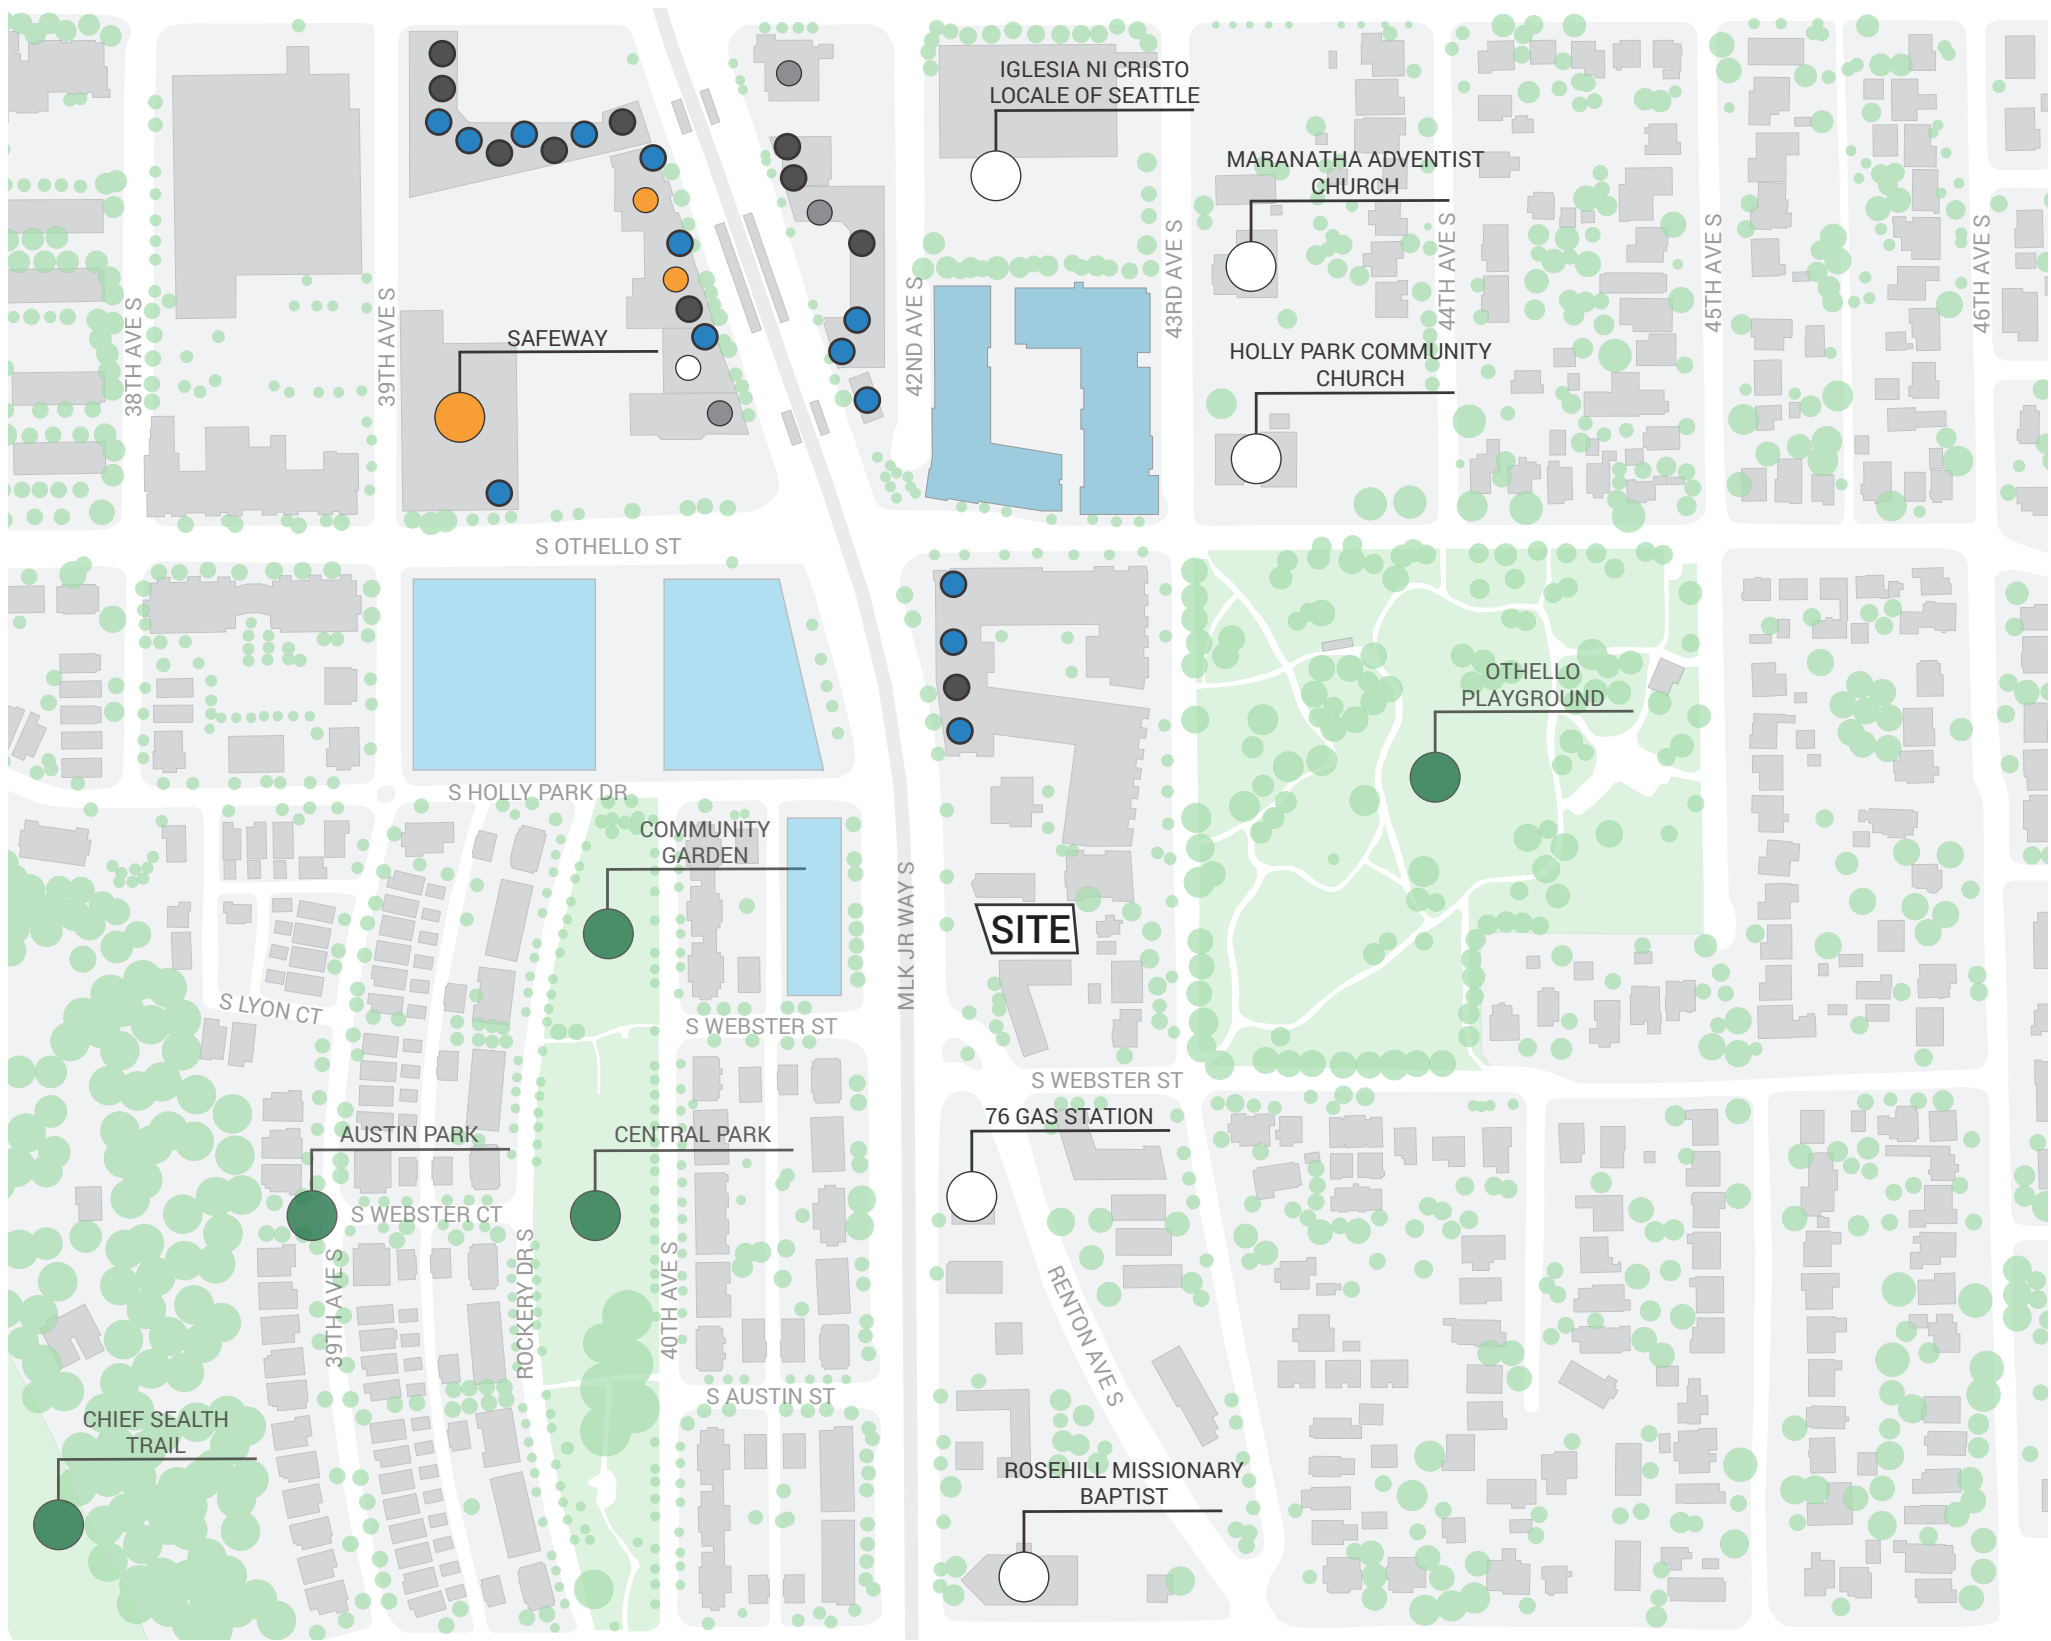 IGLESIA NI CRISTO
LOCALE OF SEATTLE
MARANATHA ADVENTIST
CHURCH
SAFEWAY
HOLLY PARK COMMUNITY
CHURCH
38TH AVE S
39TH AVE S
42ND AVE S
43RD AVE S
44TH AVE S
45TH AVE S
46TH AVE S
S OTHELLO ST
OTHELLO
PLAYGROUND
S HOLLY PARK DR
COMMUNITY
GARDEN
MLK JR WAY S
SITE
S LYON CT
S WEBSTER ST
S WEBSTER ST
76 GAS STATION
AUSTIN PARK
CENTRAL PARK
S WEBSTER CT
39TH AVE S
ROCKERY DR S
40TH AVE S
RENTON AVE S
S AUSTIN ST
CHIEF SEALTH
TRAIL
ROSEHILL MISSIONARY
BAPTIST